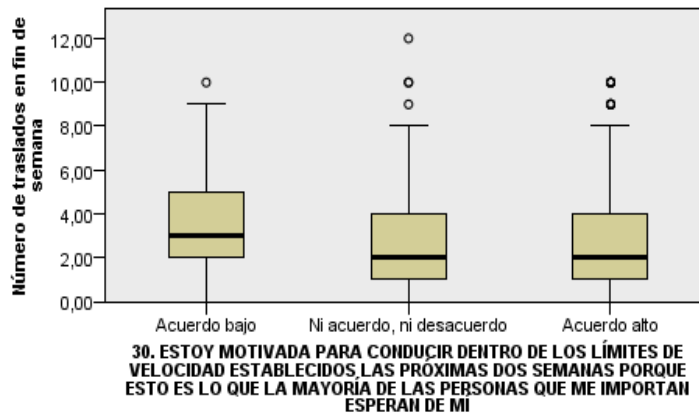 Número de traslados en fin de
semana
12,00
10,00
8,00
6,00
4,00
2,00
0,00
Acuerdo bajo
Ni acuerdo, ni desacuerdo
Acuerdo alto
30. ESTOY MOTIVADA PARA CONDUCIR DENTRO DE LOS LÍMITES DE
VELOCIDAD ESTABLECIDOS LAS PRÓXIMAS DOS SEMANAS PORQUE
ESTO ES LO QUE LA MAYORÍA DE LAS PERSONAS QUE ME IMPORTAN
ESPERAN DE MÍ